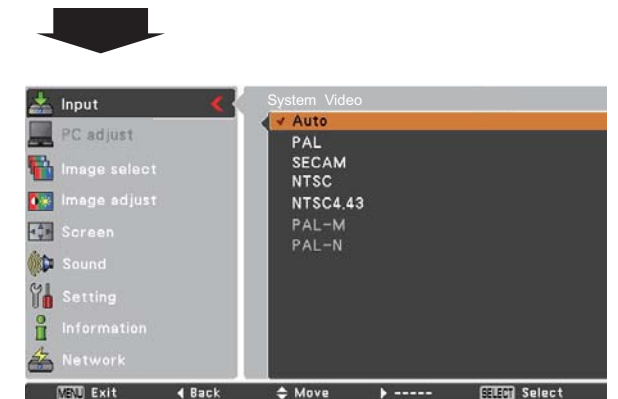 Input
PC adjust
Image select
Image adjust
Screen
Sound
Setting
Information
Network
System Video
Auto
PAL
SECAM
NTSC
NTSC4.43
PAL-M
PAL-N
MENU Exit
Back
Move
-----
SELECT Select